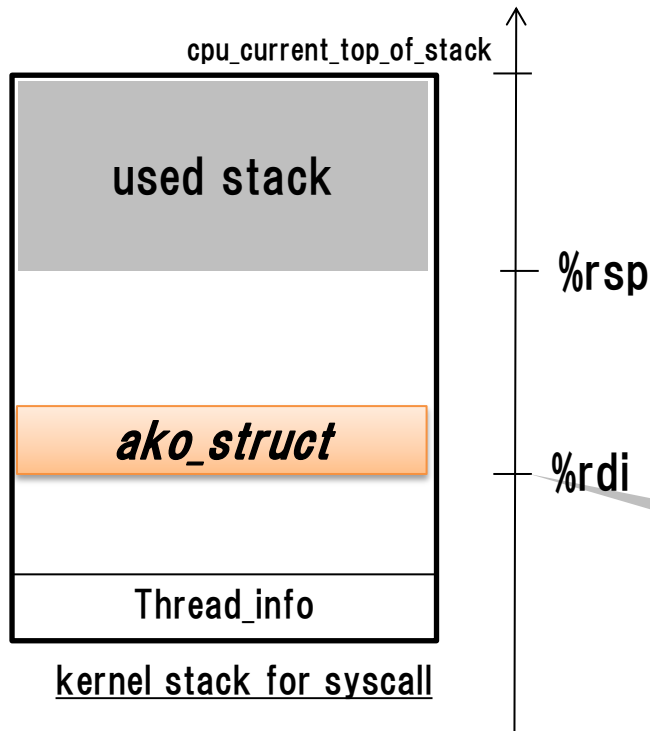 cpu_current_top_of_stack
used stack
%rsp
ako_struct
%rdi
Thread_info
kernel stack for syscall